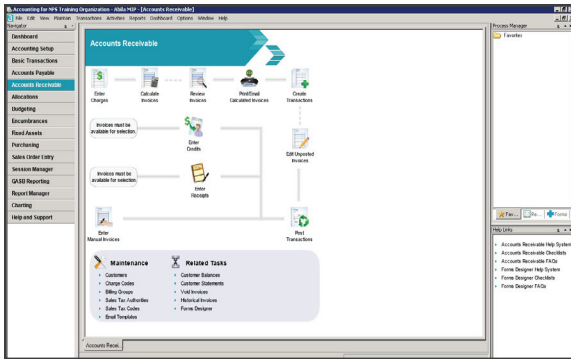 Accounting for NPS Training Organization - Abila MIP - [Accounts Receivable]
File Edit View Maintain Transactions Activities Reports Dashboard Options Window Help
Navigator
Dashboard
Accounting Setup
Basic Transactions
Accounts Payable
Accounts Receivable
Allocations
Budgeting
Encumbrances
Fixed Assets
Purchasing
Sales Order Entry
Session Manager
GASB Reporting
Report Manager
Charting
Help and Support
Accounts Receivable
Enter
Charges
Calculate
Invoices
Review
Invoices
Print/Email
Calculated Invoices
Create
Transactions
Invoices must be
available for selection.
Enter
Credits
Edit Unposted
Invoices
Invoices must be
available for selection.
Enter
Receipts
Enter
Manual Invoices
Post
Transactions
Maintenance
Customers
Charge Codes
Billing Groups
Sales Tax Authorities
Sales Tax Codes
Email Templates
Related Tasks
Customer Balances
Customer Statements
Void Invoices
Historical Invoices
Forms Designer
Accounts Recei...
Process Manager
Favorites
Fav...
Re...
Forms
Help Links
Accounts Receivable Help System
Accounts Receivable Checklists
Accounts Receivable FAQs
Forms Designer Help System
Forms Designer Checklists
Forms Designer FAQs